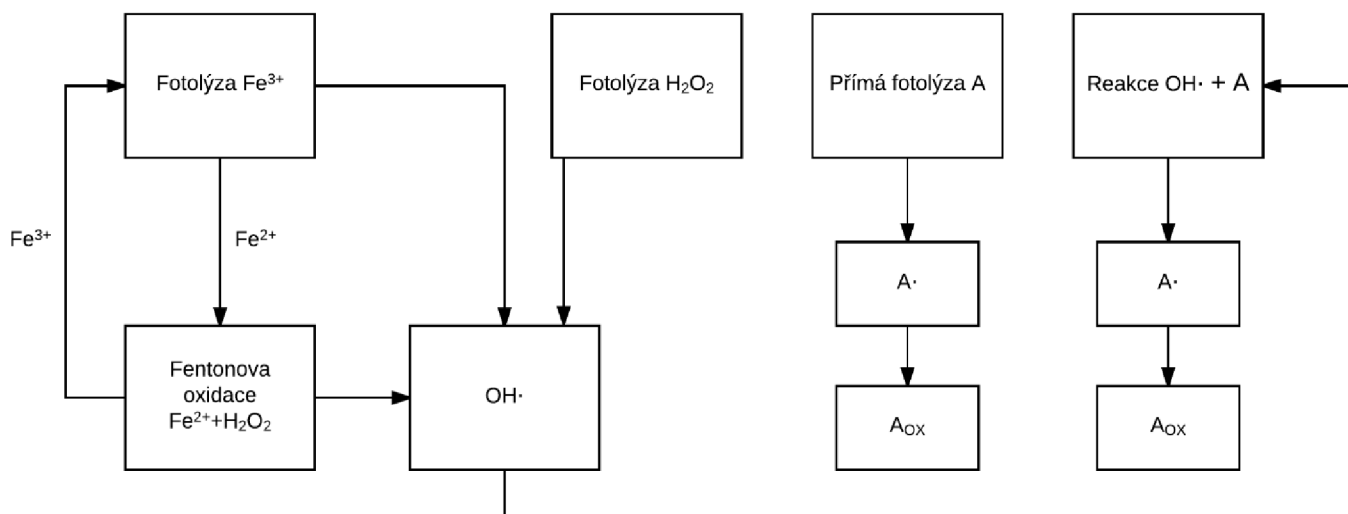 Fotolýza Fe³⁺
Fotolýza H₂O₂
Přímá fotolýza A
Reakce OH· + A
Fe³⁺
Fe²⁺
A·
A·
Fentonova
oxidace
Fe²⁺+H₂O₂
OH·
A_OX
A_OX